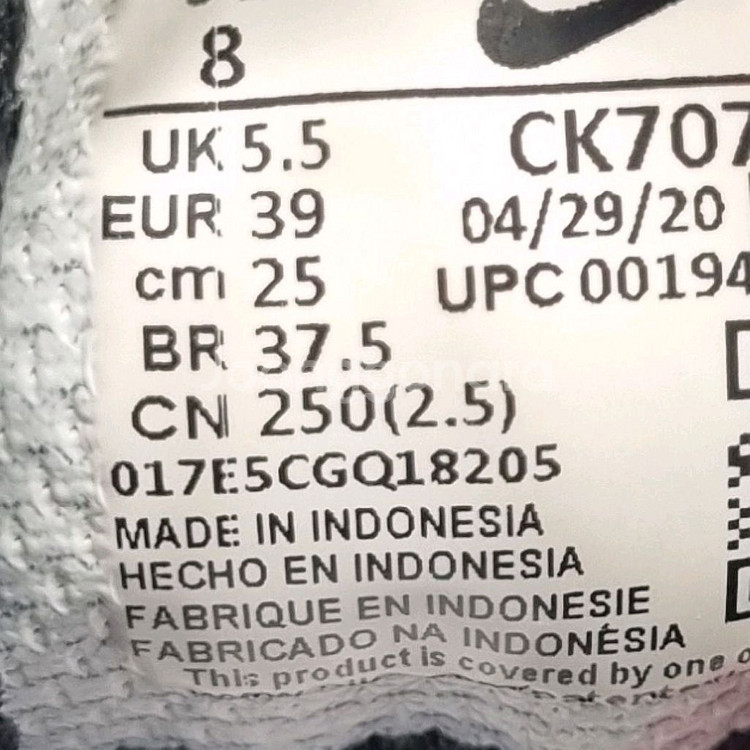 8
UK 5.5
CK707
EUR 39
04/29/20
cm 25
UPC 00194
BR 37.5
CN 250(2.5)
017E5CGQ18205
MADE IN INDONESIA
HECHO EN INDONESIA
FABRIQUE EN INDONESIE
FABRICADO NA INDONÉSIA
This product is covered by one o